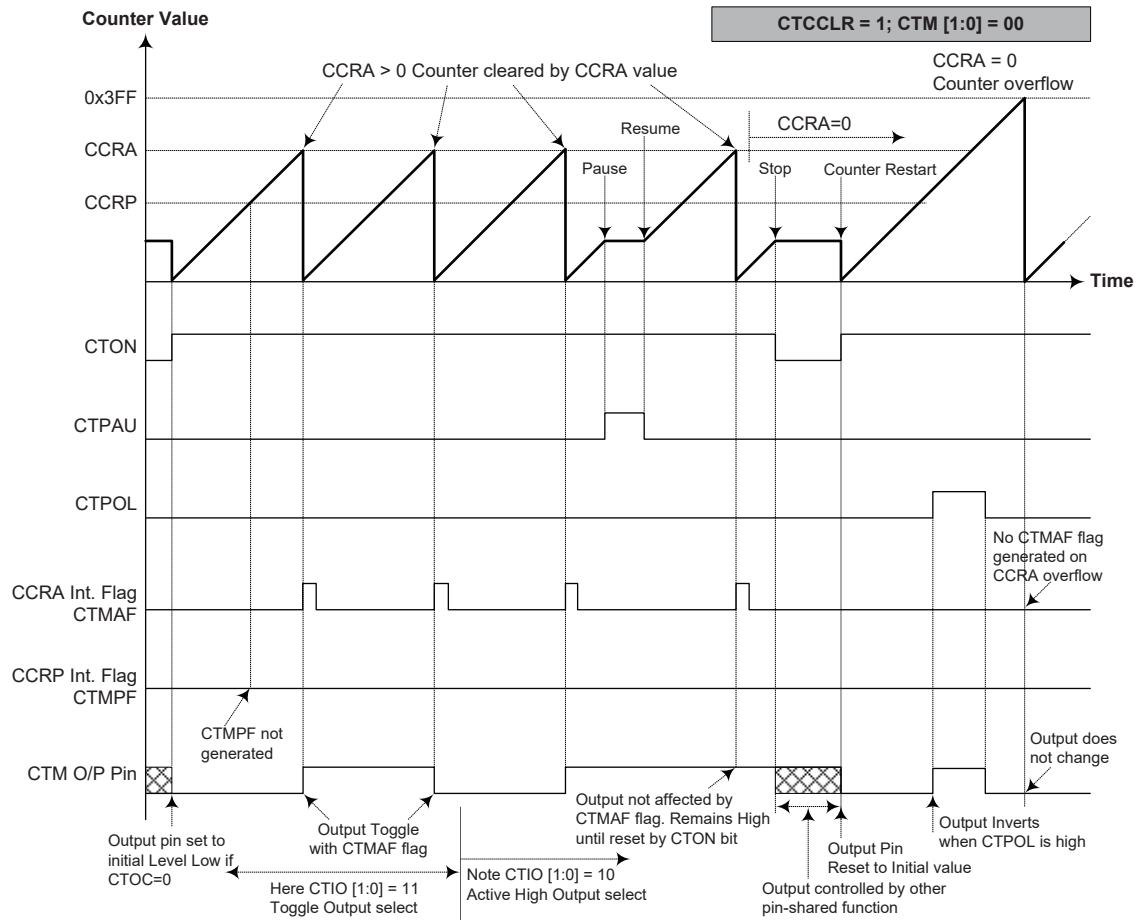 Counter Value
CTCCLR = 1; CTM [1:0] = 00
CCRA > 0 Counter cleared by CCRA value
CCRA = 0
Counter overflow
0x3FF
CCRA=0
Resume
CCRA
Pause
Stop
Counter Restart
CCRP
Time
CTON
CTPAU
CTPOL
No CTMAF flag
generated on
CCRA overflow
CCRA Int. Flag
CTMAF
CCRP Int. Flag
CTMPF
CTMPF not
generated
Output does
not change
CTM O/P Pin
Output pin set to
initial Level Low if
CTOC=0
Output Toggle
with CTMAF flag
Output not affected by
CTMAF flag. Remains High
until reset by CTON bit
Output Inverts
when CTPOL is high
Output Pin
Reset to Initial value
Here CTIO [1:0] = 11
Toggle Output select
Note CTIO [1:0] = 10
Active High Output select
Output controlled by other
pin-shared function